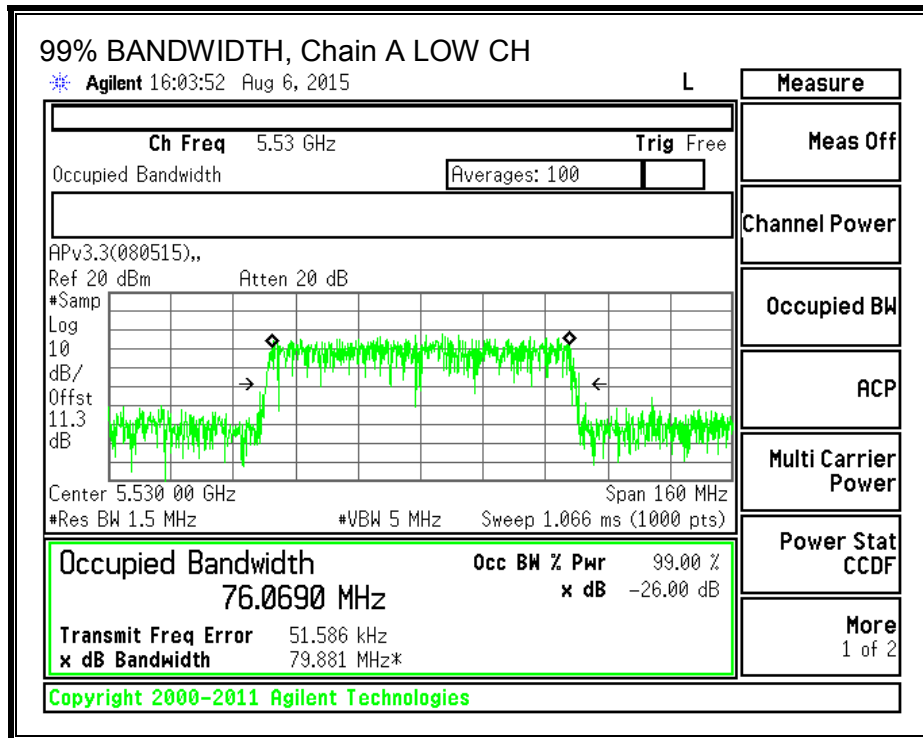 99% BANDWIDTH, Chain A LOW CH
Agilent 16:03:52 Aug 6, 2015 L
Measure
Ch Freq 5.53 GHz Trig Free
Meas Off
Occupied Bandwidth Averages: 100
Channel Power
APv3.3(080515),,
Ref 20 dBm Atten 20 dB
#Samp
Log
10
dB/
Offst
11.3
dB
Occupied BW
ACP
Multi Carrier
Power
Center 5.530 00 GHz Span 160 MHz
#Res BW 1.5 MHz #VBW 5 MHz Sweep 1.066 ms (1000 pts)
Power Stat
CCDF
Occupied Bandwidth Occ BW % Pwr 99.00 %
76.0690 MHz x dB -26.00 dB
Transmit Freq Error 51.586 kHz
x dB Bandwidth 79.881 MHz*
More
1 of 2
Copyright 2000-2011 Agilent Technologies